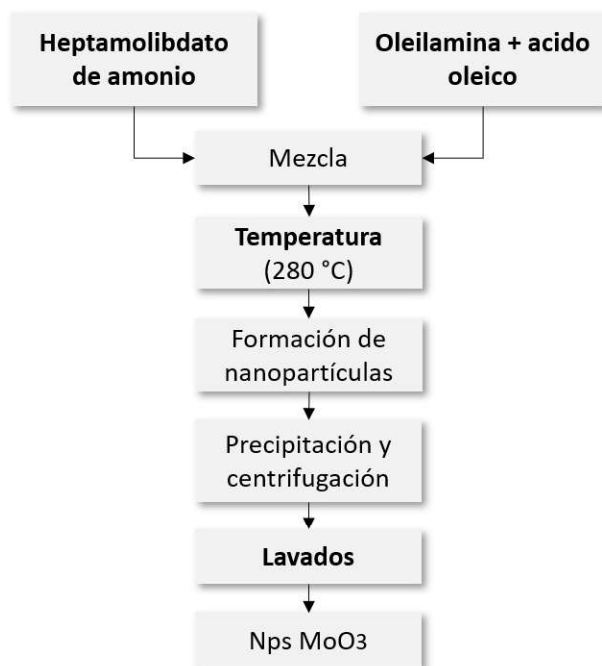 Heptamolibdato
de amonio
Oleilamina + acido
oleico
Mezcla
Temperatura
(280 °C)
Formación de
nanopartículas
Precipitación y
centrifugación
Lavados
Nps MoO3